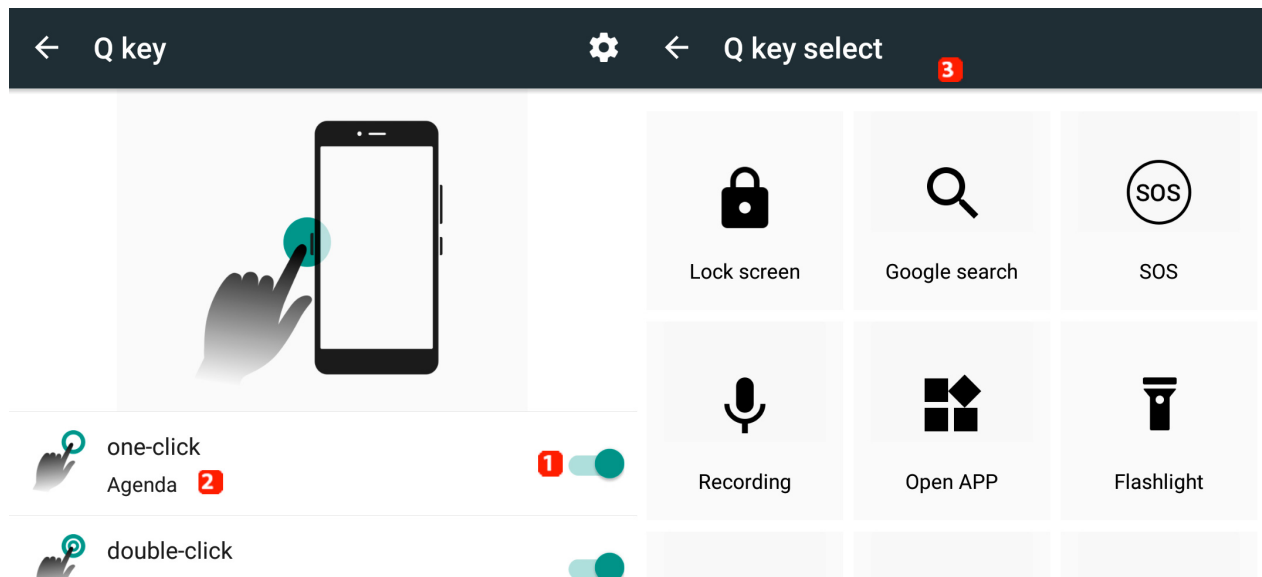 Q key
one-click
1
Agenda 2
double-click
Q key select
3
Lock screen
Google search
SOS
SOS
Recording
Open APP
Flashlight